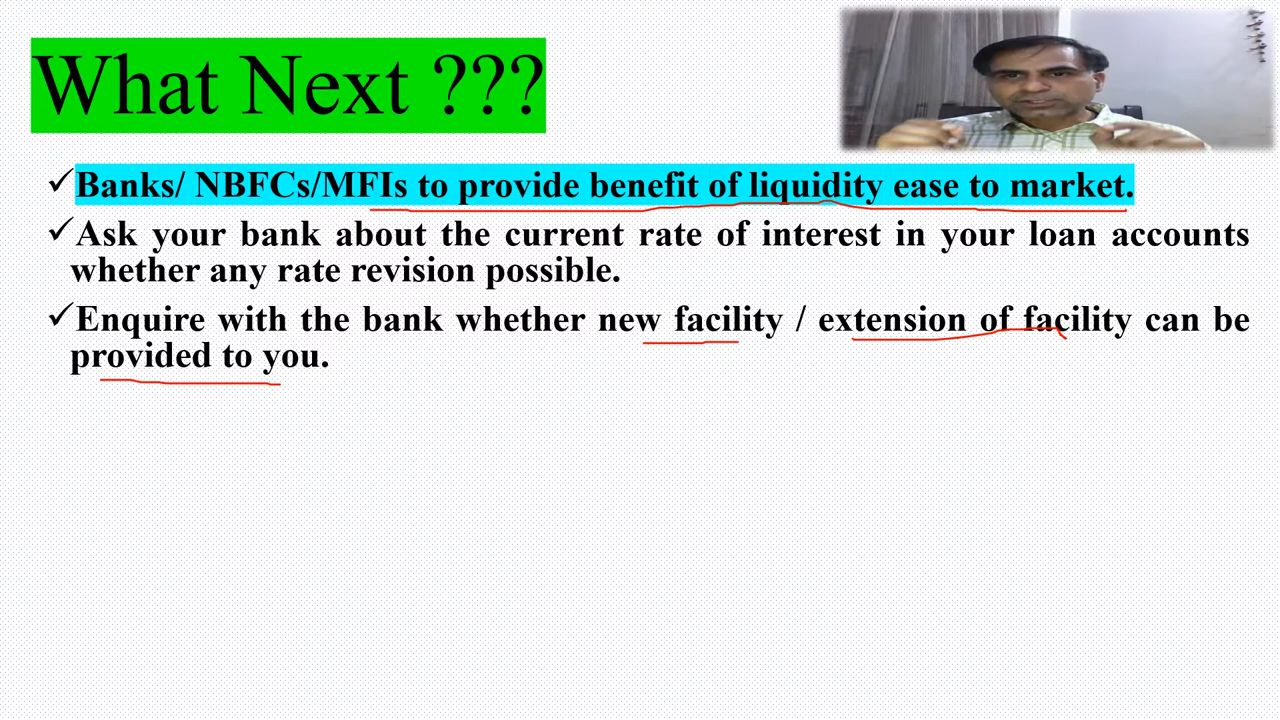 What Next ???
✓Banks/ NBFCs/MFIs to provide benefit of liquidity ease to market.
✓Ask your bank about the current rate of interest in your loan accounts
whether any rate revision possible.
✓Enquire with the bank whether new facility / extension of facility can be
provided to you.